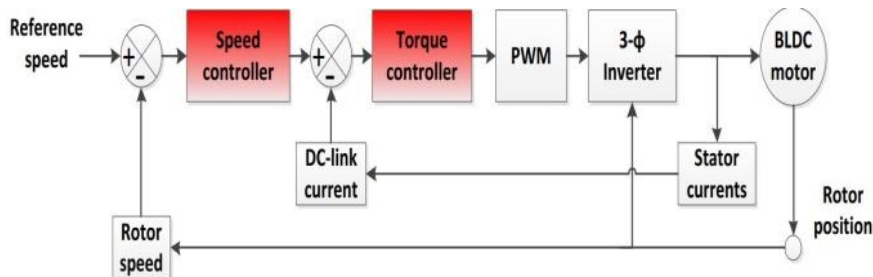 Reference
speed
+
-
Speed
controller
+
-
Torque
controller
PWM
3-ϕ
Inverter
BLDC
motor
DC-link
current
Stator
currents
Rotor
position
Rotor
speed